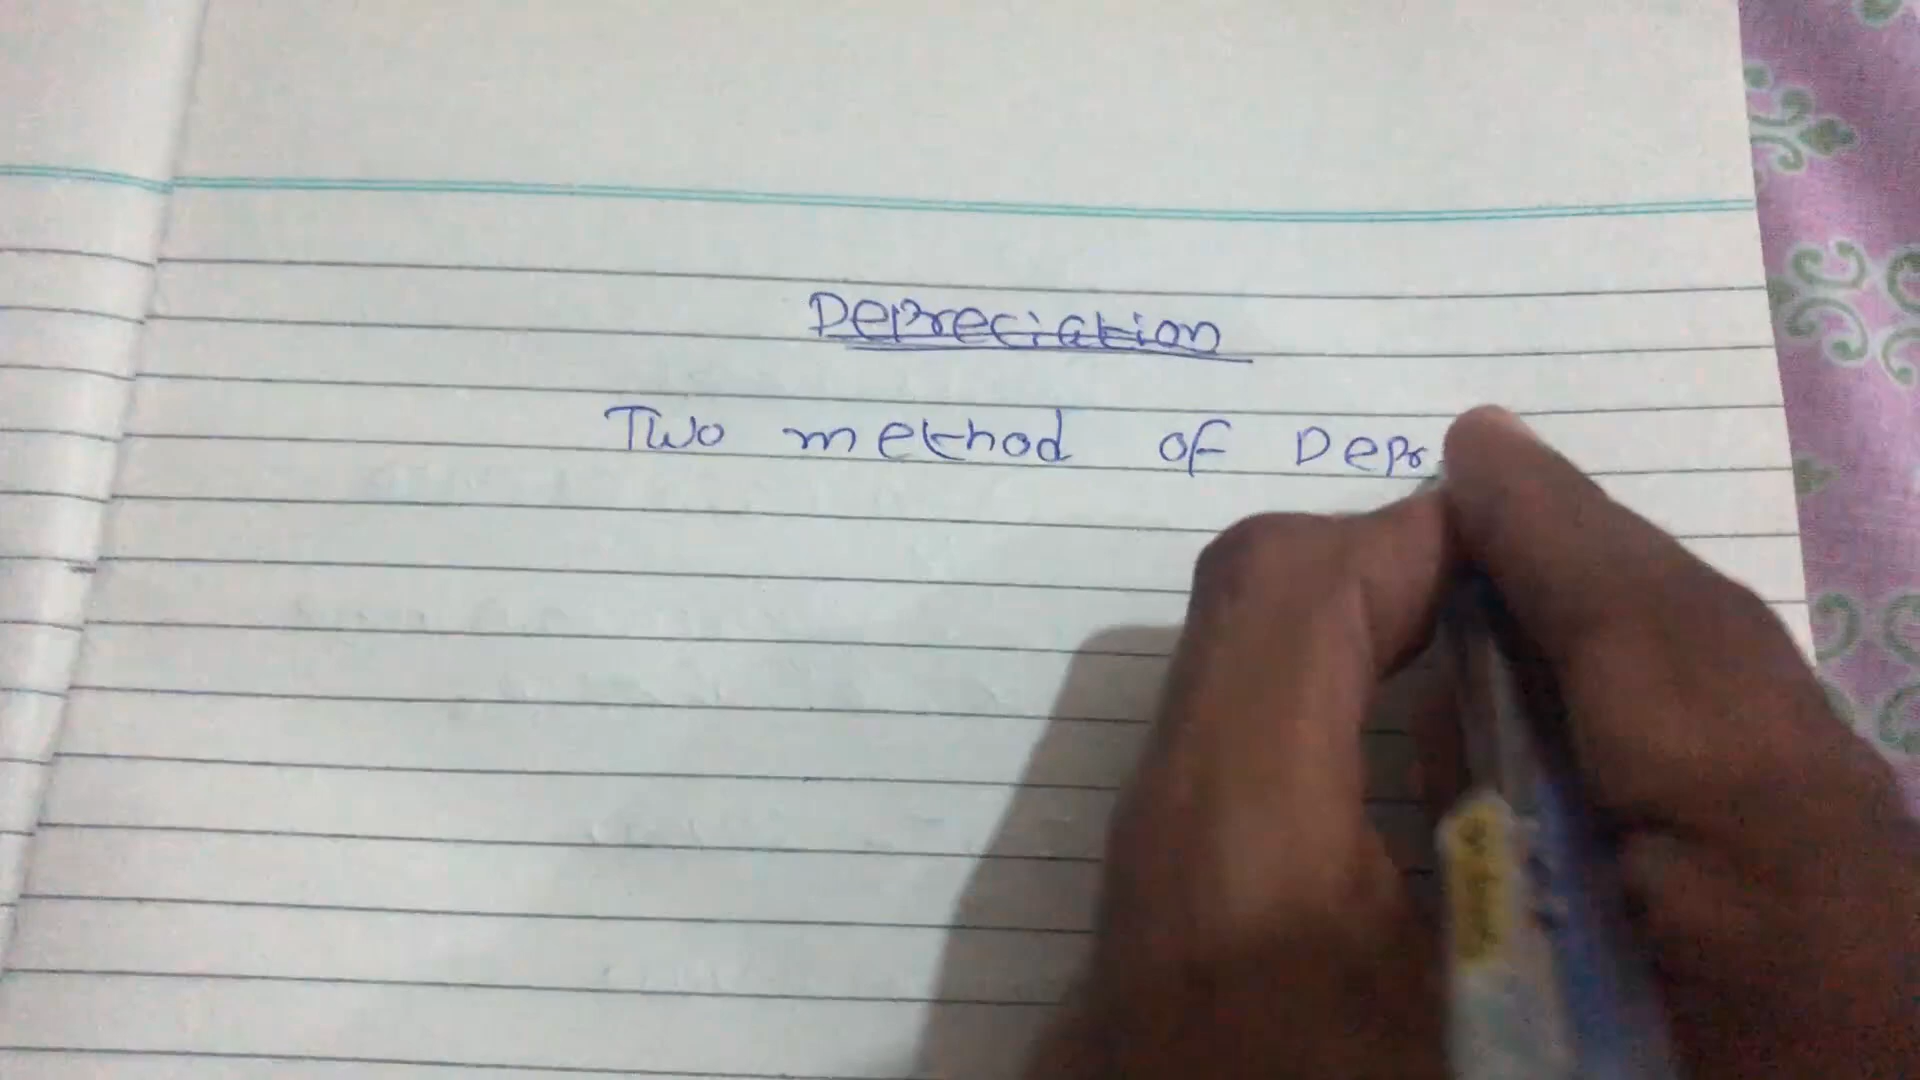 Depreciation
Two method of Depr